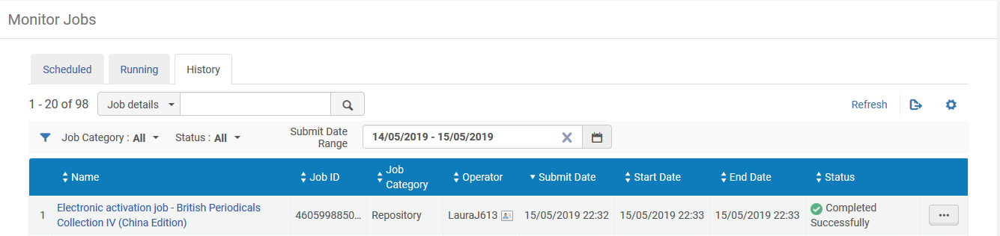 Monitor Jobs
Scheduled Running History
1 - 20 of 98 Job details Refresh
Job Category : All Status : All Submit Date Range 14/05/2019 - 15/05/2019
Name Job ID Job Category Operator Submit Date Start Date End Date Status
1 Electronic activation job - British Periodicals Collection IV (China Edition) 4605998850... Repository LauraJ613 15/05/2019 22:32 15/05/2019 22:33 15/05/2019 22:33 Completed Successfully